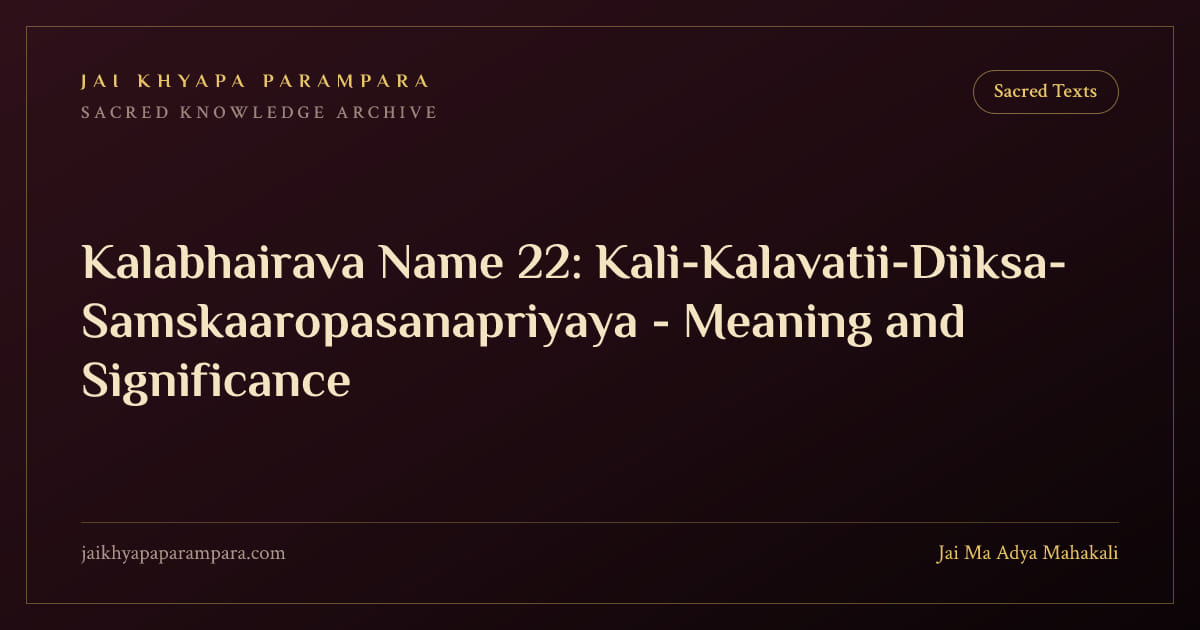 JAI KHYAPA PARAMPARA
SACRED KNOWLEDGE ARCHIVE
Sacred Texts
Kalabhairava Name 22: Kali-Kalavatii-Diiksa-
Samskaaropasanapriyaya - Meaning and
Significance
jaikhyapaparampara.com
Jai Ma Adya Mahakali